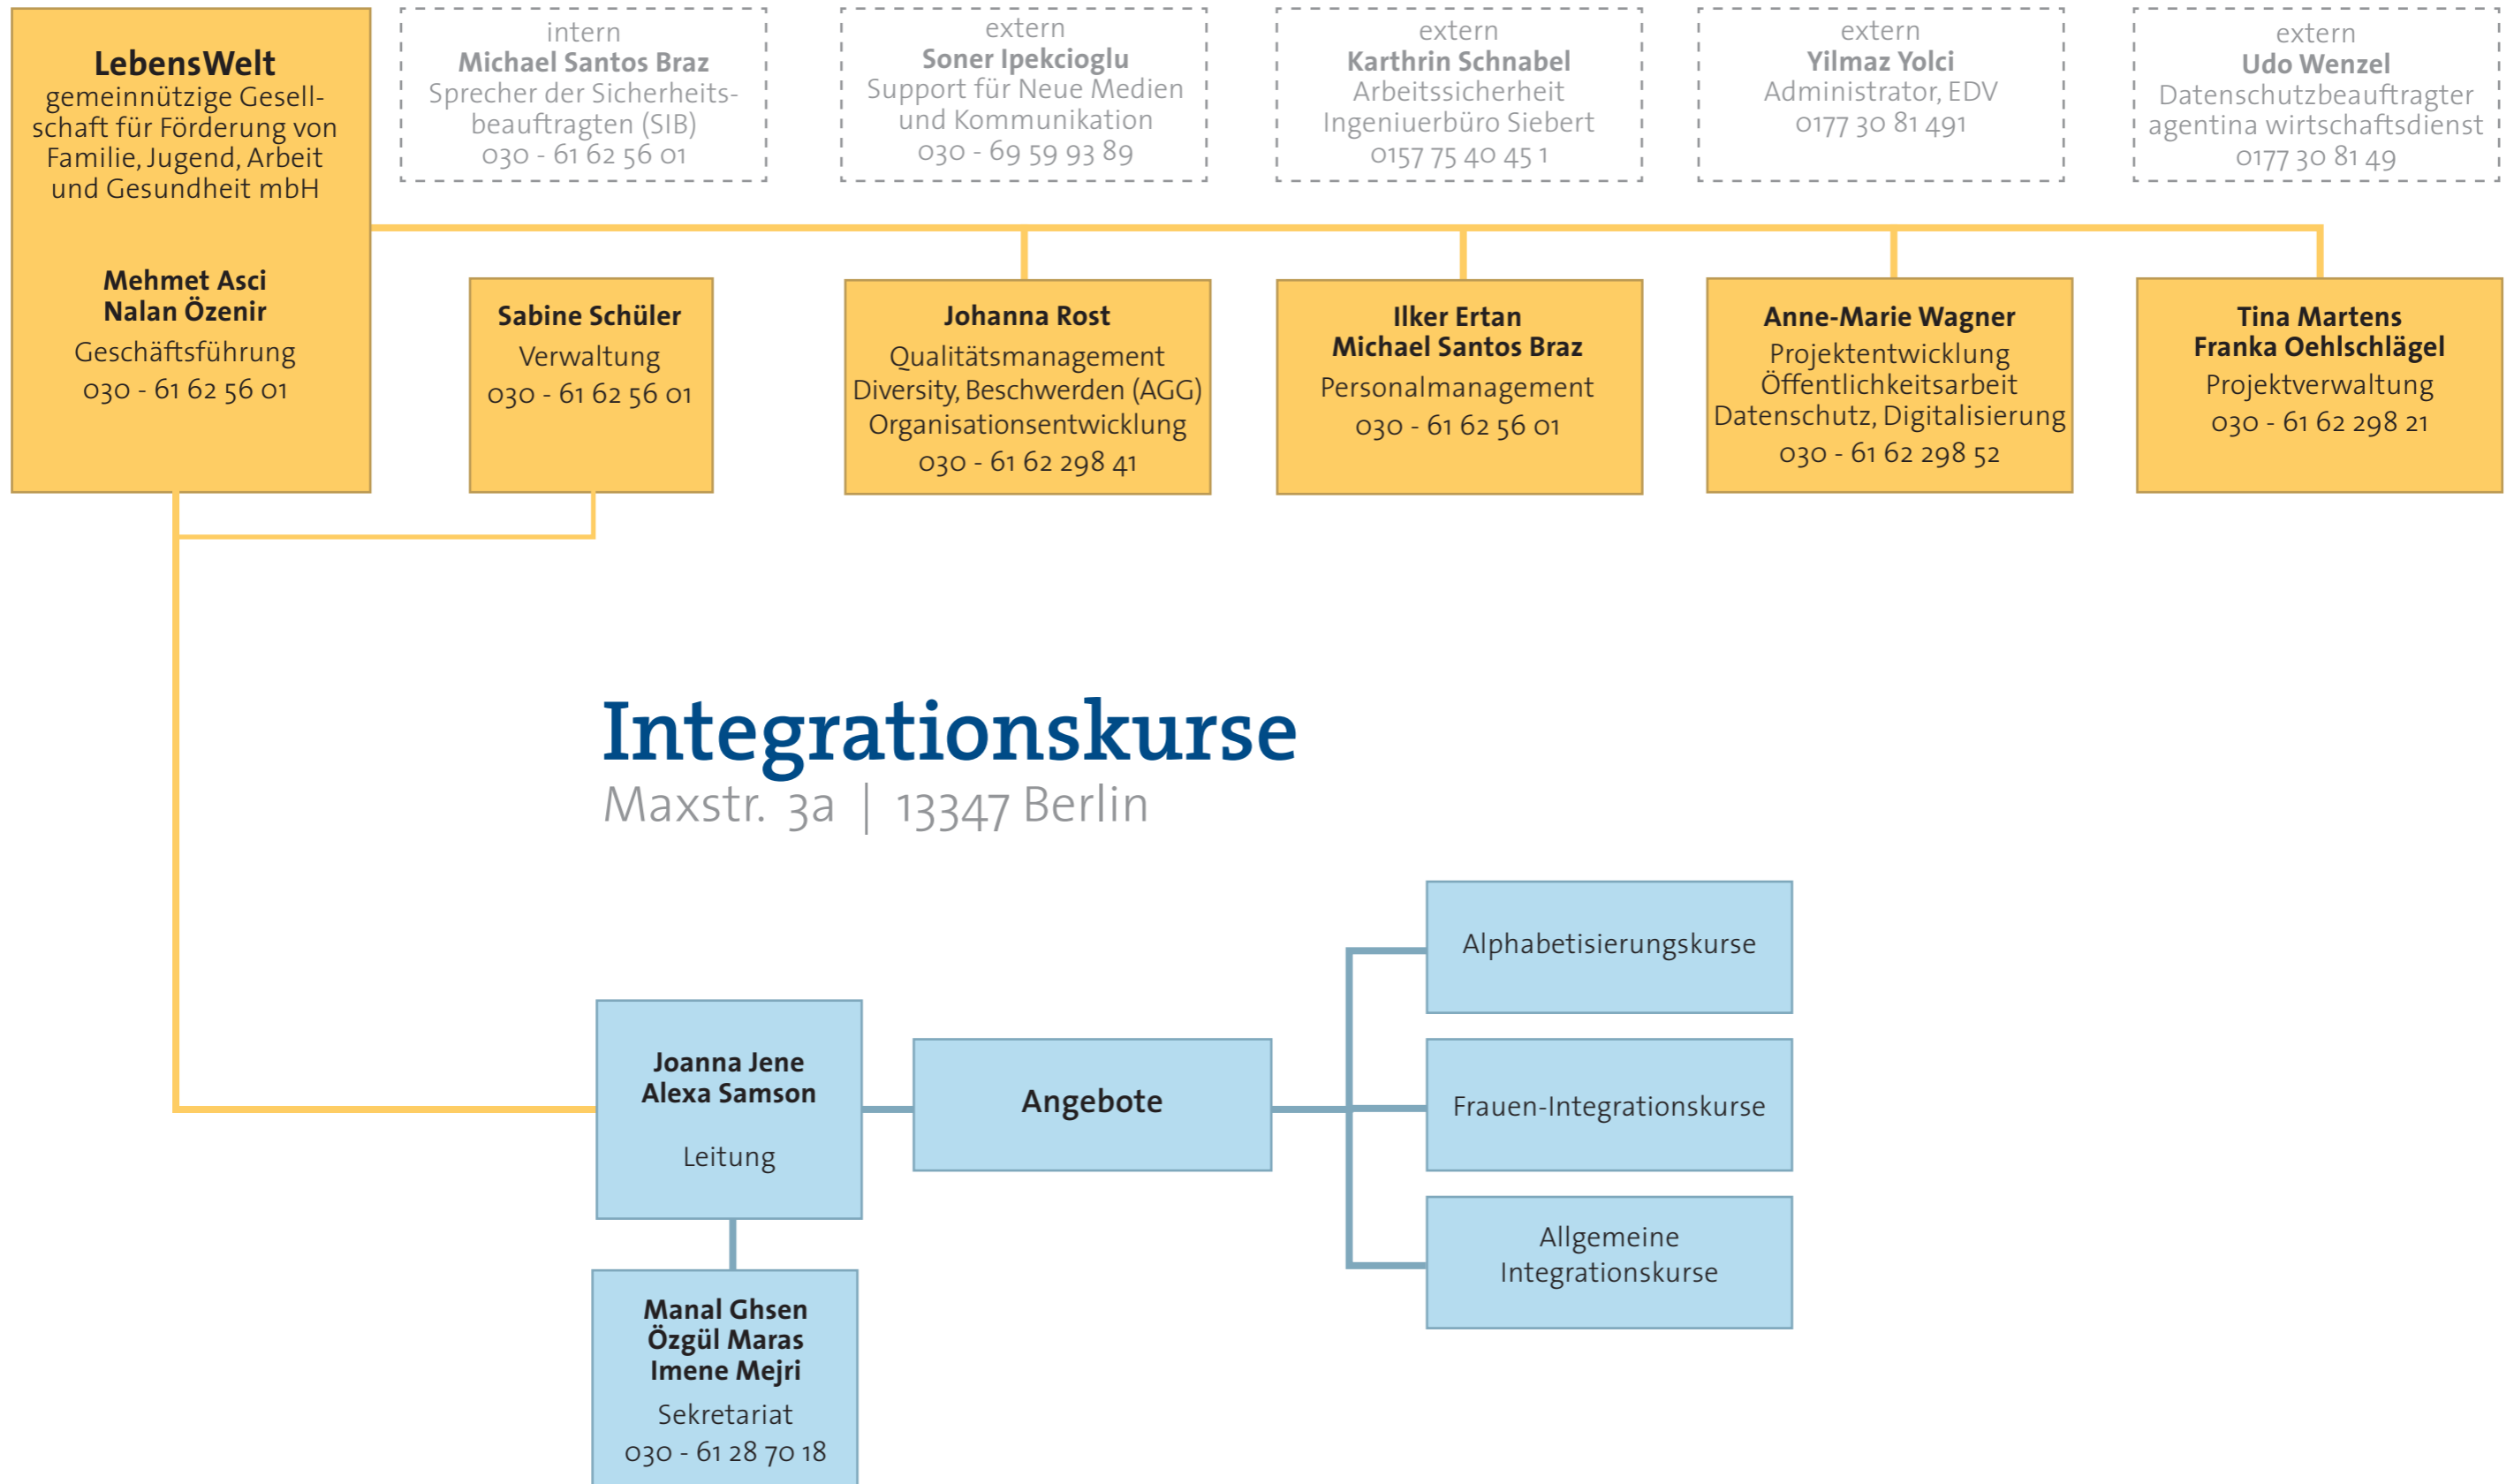 LebensWelt
gemeinnützige Gesell-
schaft für Förderung von
Familie, Jugend, Arbeit
und Gesundheit mbH
Mehmet Asci
Nalan Özenir
Geschäftsführung
030 - 61 62 56 01
intern
Michael Santos Braz
Sprecher der Sicherheits-
beauftragten (SIB)
030 - 61 62 56 01
extern
Soner Ipekcioglu
Support für Neue Medien
und Kommunikation
030 - 69 59 93 89
extern
Karthrin Schnabel
Arbeitssicherheit
Ingeniuerbüro Siebert
0157 75 40 45 1
extern
Yilmaz Yolci
Administrator, EDV
0177 30 81 491
extern
Udo Wenzel
Datenschutzbeauftragter
agentina wirtschaftsdienst
0177 30 81 49
Sabine Schüler
Verwaltung
030 - 61 62 56 01
Johanna Rost
Qualitätsmanagement
Diversity, Beschwerden (AGG)
Organisationsentwicklung
030 - 61 62 298 41
Ilker Ertan
Michael Santos Braz
Personalmanagement
030 - 61 62 56 01
Anne-Marie Wagner
Projektentwicklung
Öffentlichkeitsarbeit
Datenschutz, Digitalisierung
030 - 61 62 298 52
Tina Martens
Franka Oehlschlägel
Projektverwaltung
030 - 61 62 298 21
Integrationskurse
Maxstr. 3a | 13347 Berlin
Joanna Jene
Alexa Samson
Leitung
Angebote
Alphabetisierungskurse
Frauen-Integrationskurse
Allgemeine
Integrationskurse
Manal Ghsen
Özgül Maras
Imene Mejri
Sekretariat
030 - 61 28 70 18